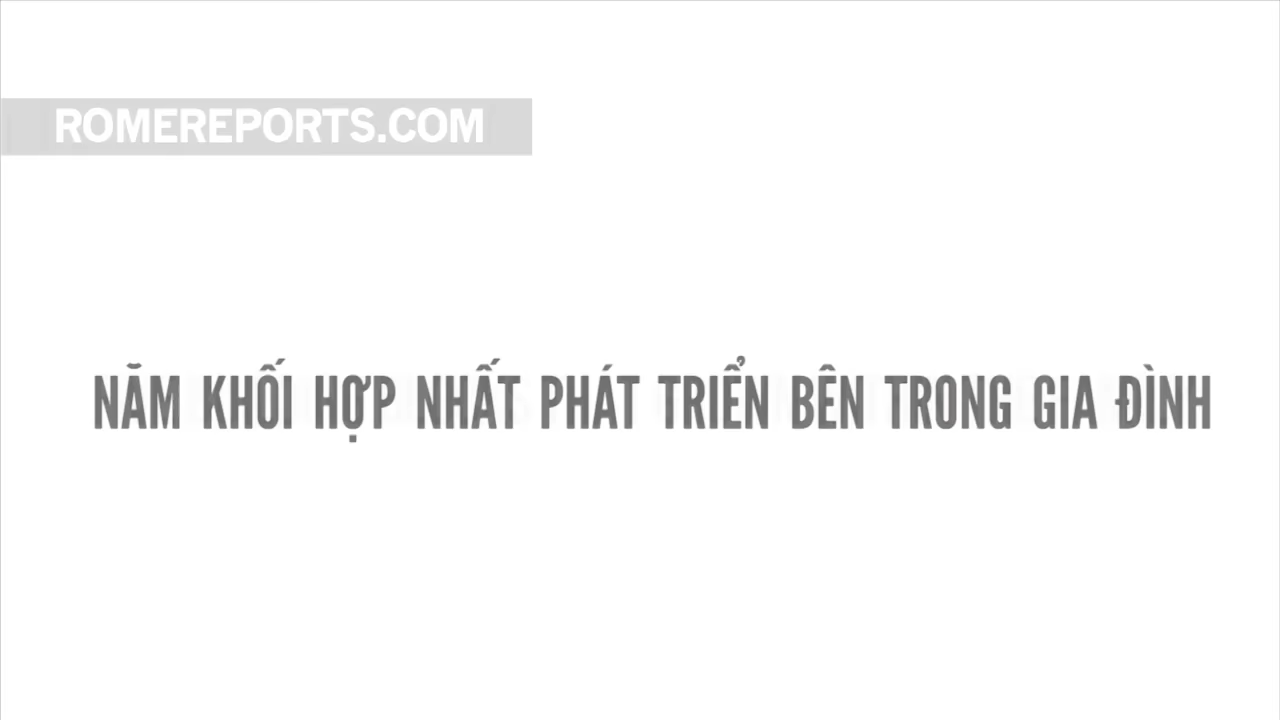 ROMEREPORTS.COM
NĂM KHỐI HỢP NHẤT PHÁT TRIỂN BÊN TRONG GIA ĐÌNH